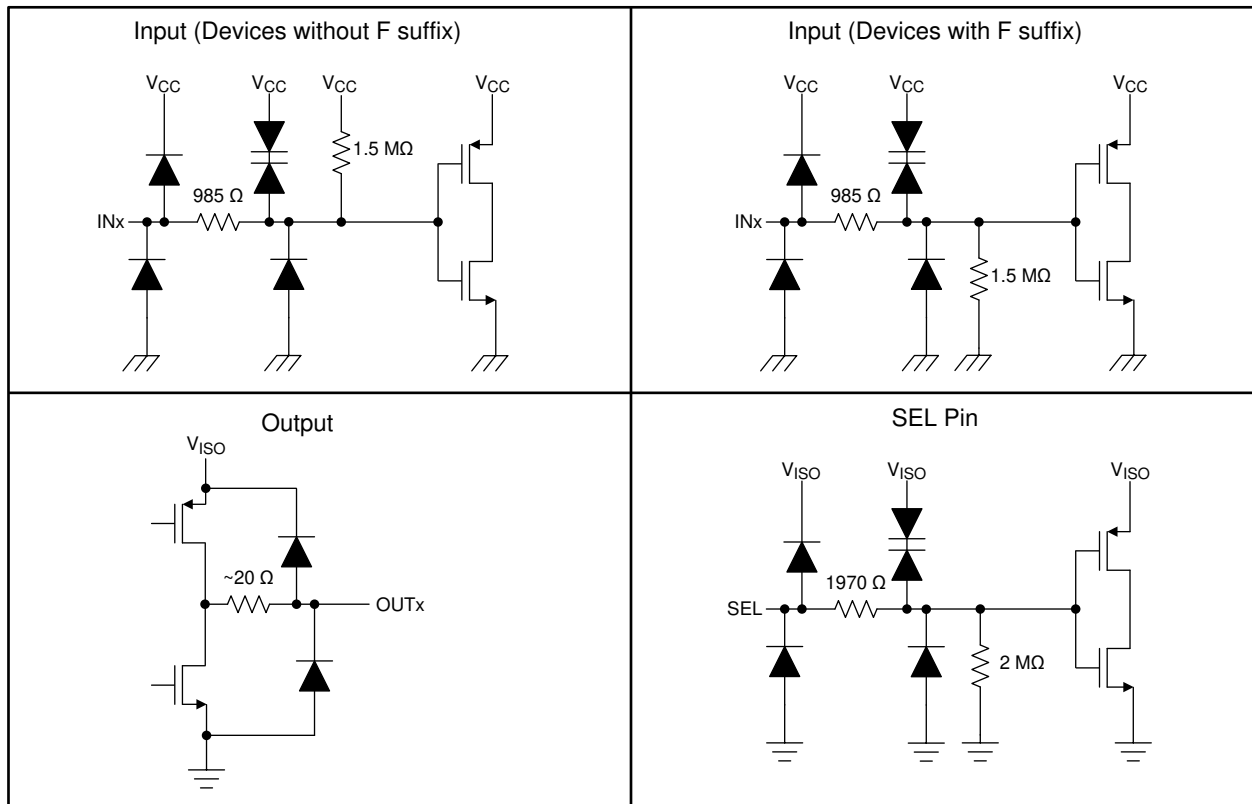 Input (Devices without F suffix)
VCC VCC VCC VCC
1.5 MΩ
985 Ω
INx
Input (Devices with F suffix)
VCC VCC VCC
985 Ω
INx
1.5 MΩ
Output
VISO
~20 Ω
OUTx
SEL Pin
VISO VISO VISO
1970 Ω
SEL
2 MΩ